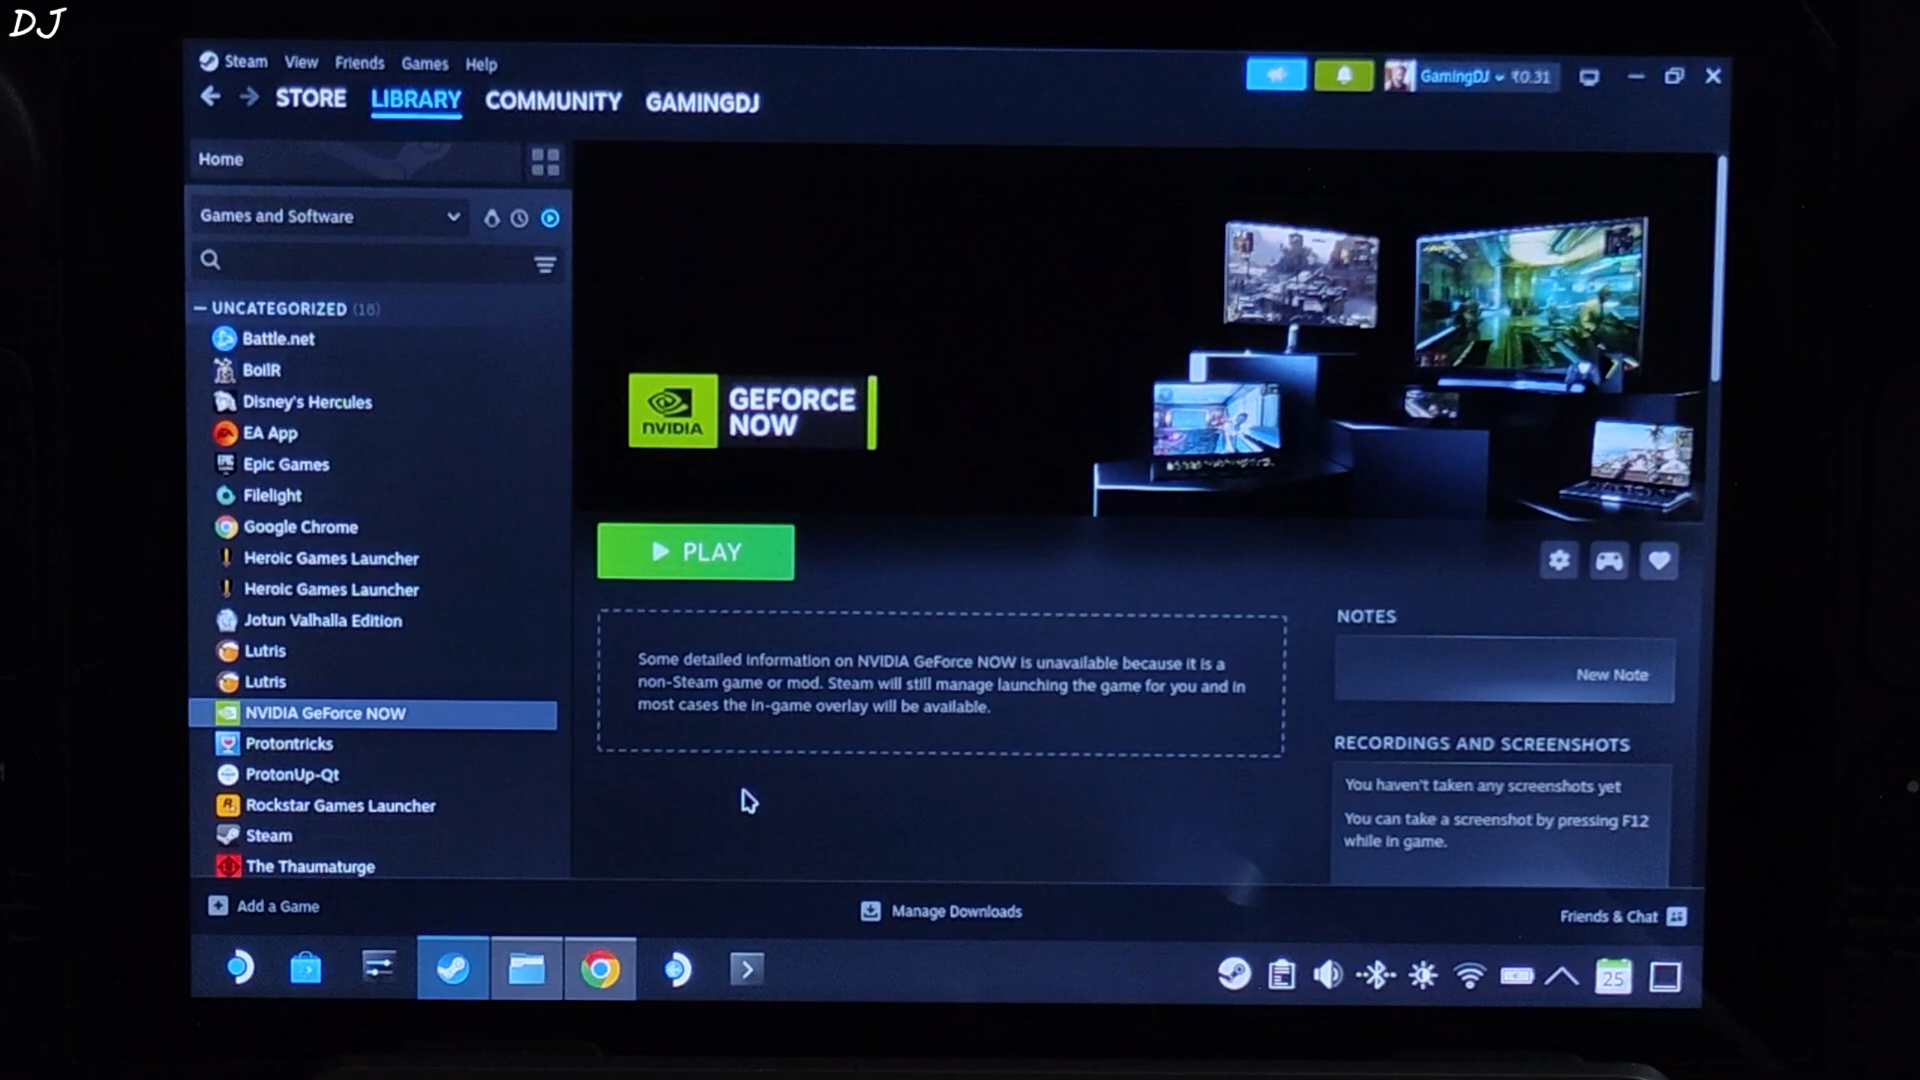 DJ
Steam View Friends Games Help
GamingDJ ₹0.31
STORE LIBRARY COMMUNITY GAMINGDJ
Home
Games and Software
UNCATEGORIZED (18)
Battle.net
BoilR
Disney's Hercules
EA App
Epic Games
Filelight
Google Chrome
Heroic Games Launcher
Heroic Games Launcher
Jotun Valhalla Edition
Lutris
Lutris
NVIDIA GeForce NOW
Protontricks
ProtonUp-Qt
Rockstar Games Launcher
Steam
The Thaumaturge
NVIDIA
GEFORCE
NOW
PLAY
Some detailed information on NVIDIA GeForce NOW is unavailable because it is a
non-Steam game or mod. Steam will still manage launching the game for you and in
most cases the in-game overlay will be available.
NOTES
New Note
RECORDINGS AND SCREENSHOTS
You haven't taken any screenshots yet
You can take a screenshot by pressing F12
while in game.
Add a Game
Manage Downloads
Friends & Chat
25